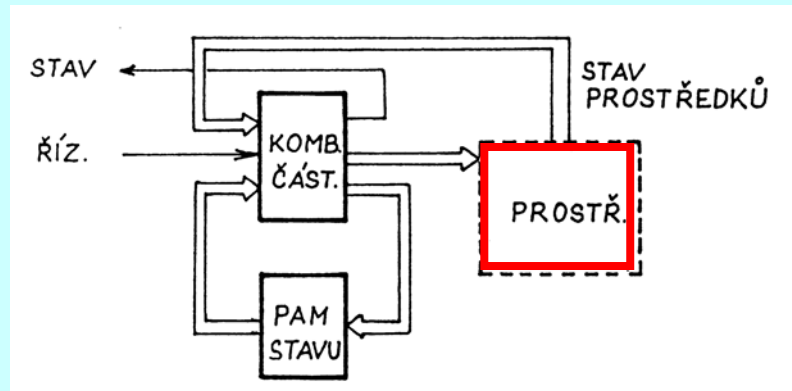 STAV
STAV
PROSTŘEDKŮ
ŘÍZ.
KOMB.
ČÁST.
PROSTŘ.
PAM
STAVU